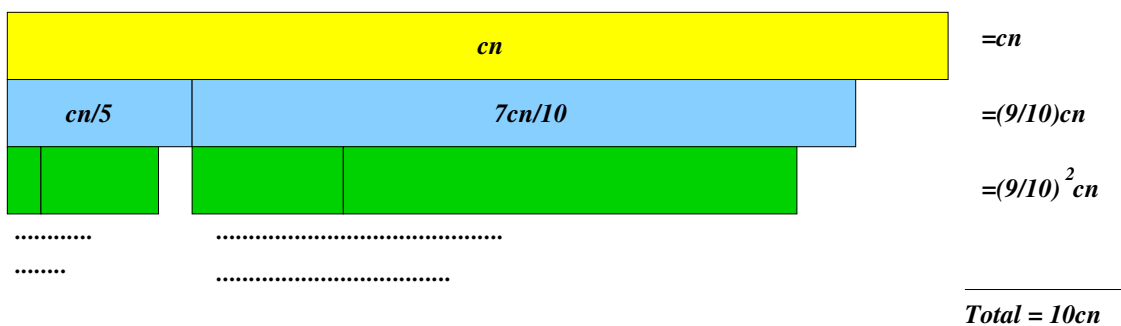 cn =cn
cn/5 7cn/10 =(9/10)cn
=(9/10)²cn
............ ...........................................
........ ...................................
Total = 10cn